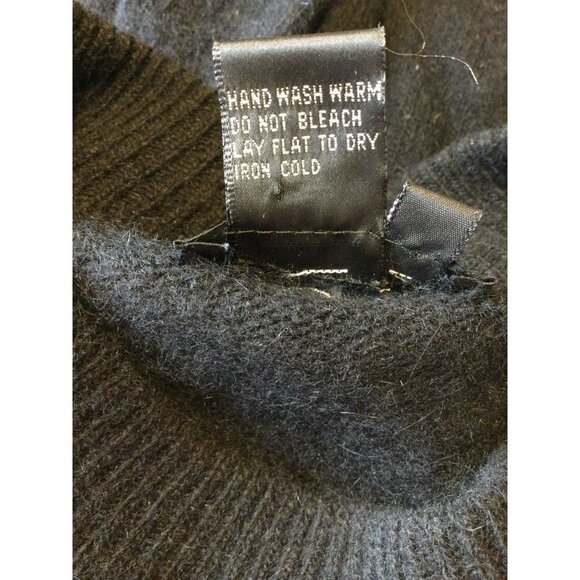 HAND WASH WARM
DO NOT BLEACH
LAY FLAT TO DRY
IRON COLD